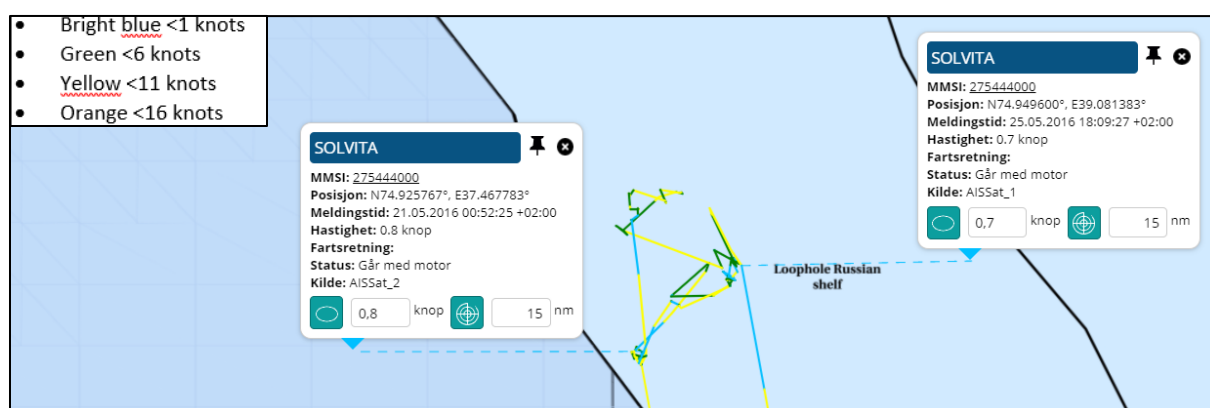 Bright blue <1 knots
Green <6 knots
Yellow <11 knots
Orange <16 knots
SOLVITA
MMSI: 275444000
Posisjon: N74.925767°, E37.467783°
Meldingstid: 21.05.2016 00:52:25 +02:00
Hastighet: 0.8 knop
Fartsretning:
Status: Går med motor
Kilde: AISSat_2
0,8 knop 15 nm
SOLVITA
MMSI: 275444000
Posisjon: N74.949600°, E39.081383°
Meldingstid: 25.05.2016 18:09:27 +02:00
Hastighet: 0.7 knop
Fartsretning:
Status: Går med motor
Kilde: AISSat_1
0,7 knop 15 nm
Loophole Russian
shelf